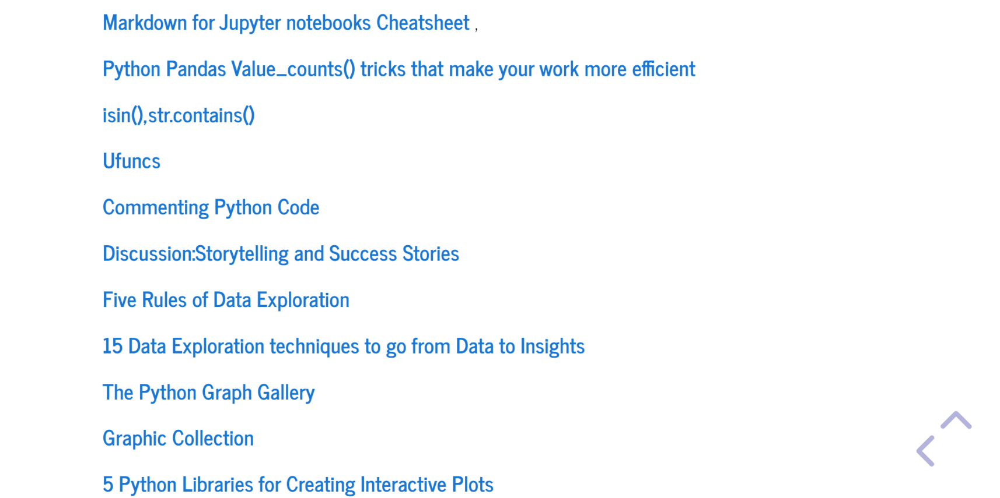 Markdown for Jupyter notebooks Cheatsheet ,
Python Pandas Value_counts() tricks that make your work more efficient
isin(),str.contains()
Ufuncs
Commenting Python Code
Discussion:Storytelling and Success Stories
Five Rules of Data Exploration
15 Data Exploration techniques to go from Data to Insights
The Python Graph Gallery
Graphic Collection
5 Python Libraries for Creating Interactive Plots